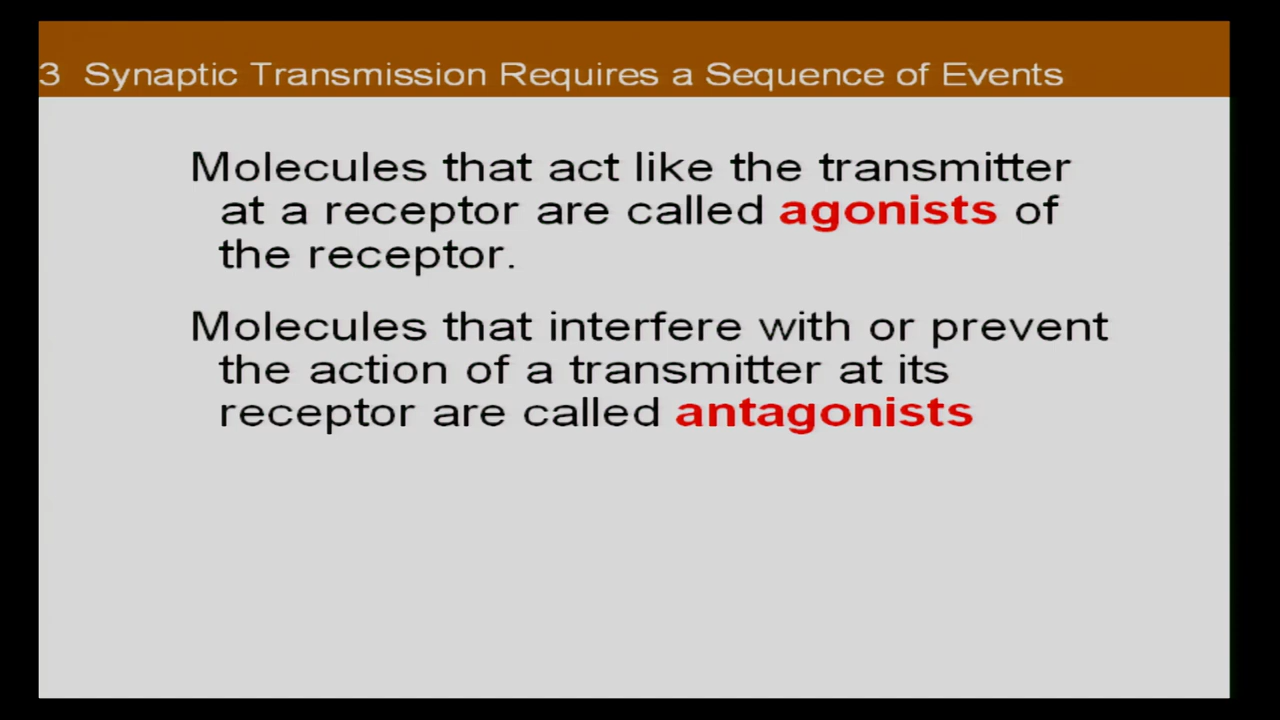 3 Synaptic Transmission Requires a Sequence of Events
Molecules that act like the transmitter
at a receptor are called agonists of
the receptor.
Molecules that interfere with or prevent
the action of a transmitter at its
receptor are called antagonists